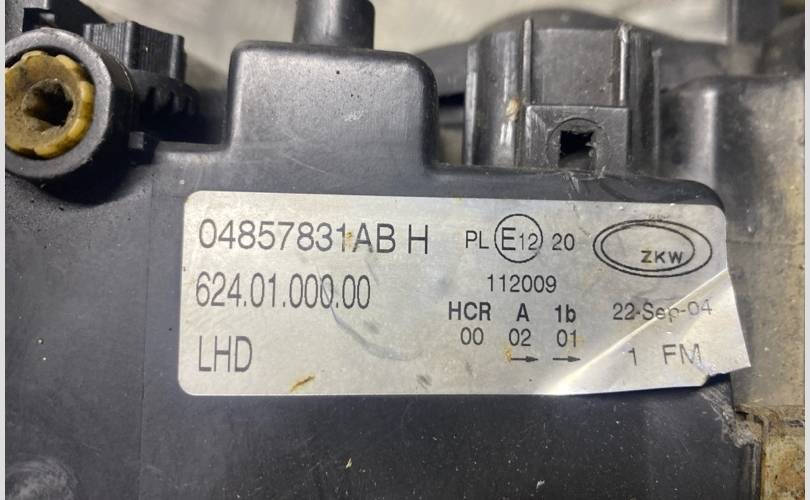 04857831AB H
624.01.000.00
LHD
PL E12 20
112009
HCR A 1b
00 02 01
→ →
ZKW
22-Sep-04
1 FM